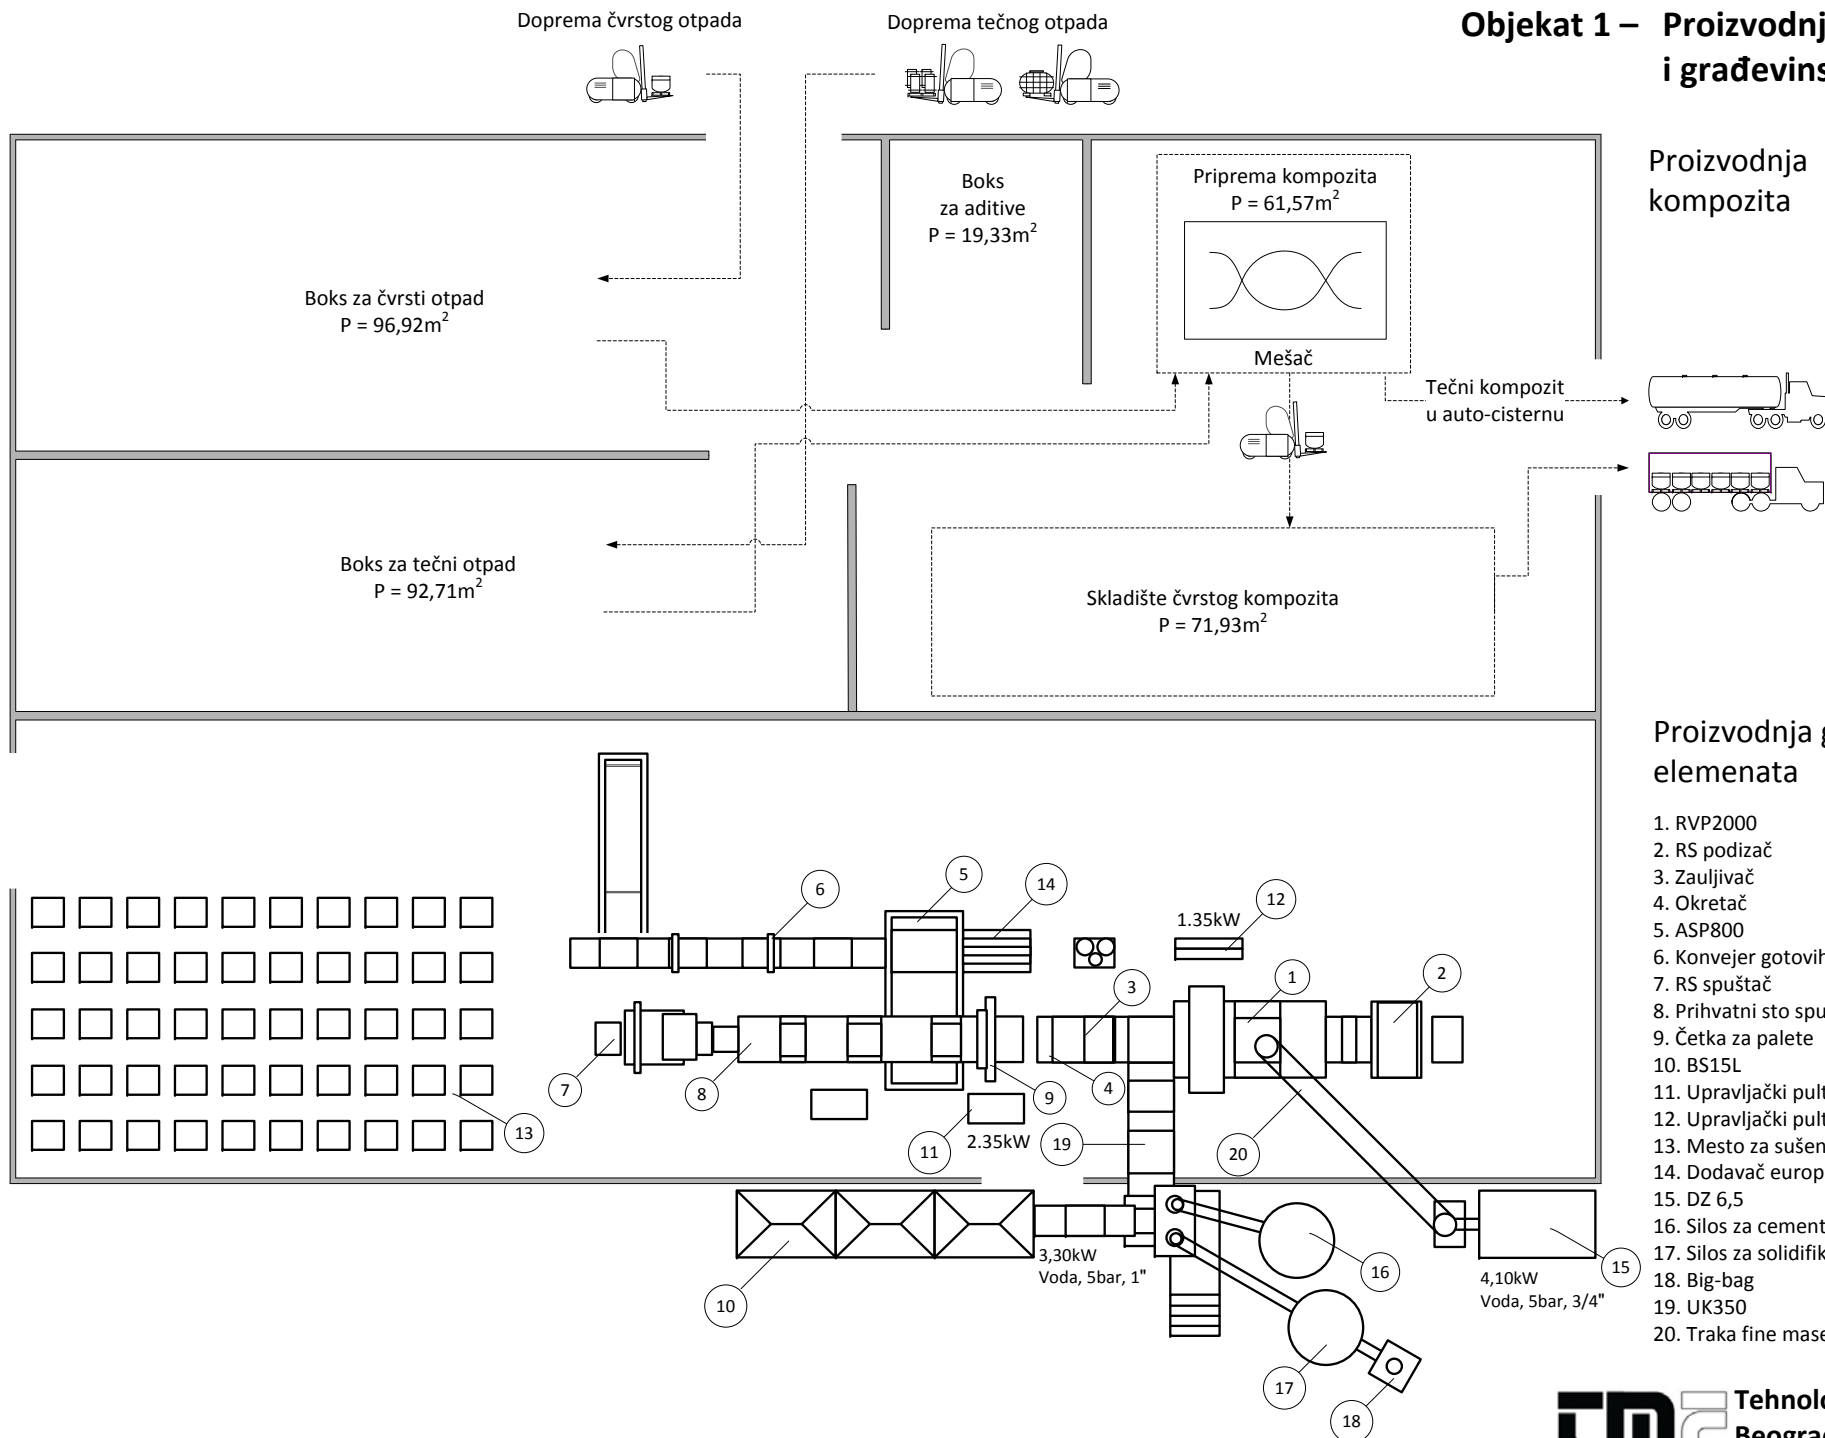 Doprema čvrstog otpada
Doprema tečnog otpada
Objekat 1 – Proizvodnj
i građevins
Boks
za aditive
P = 19,33m²
Priprema kompozita
P = 61,57m²
Mešač
Proizvodnja
kompozita
Boks za čvrsti otpad
P = 96,92m²
Tečni kompozit
u auto-cisternu
Boks za tečni otpad
P = 92,71m²
Skladište čvrstog kompozita
P = 71,93m²
Proizvodnja g
elemenata
1. RVP2000
2. RS podizač
3. Zauljivač
4. Okretač
5. ASP800
6. Konvejer gotovih
7. RS spuštač
8. Prihvatni sto spu
9. Četka za palete
10. BS15L
11. Upravljački pult
12. Upravljački pult
13. Mesto za sušen
14. Dodavač europ
15. DZ 6,5
16. Silos za cement
17. Silos za solidifik
18. Big-bag
19. UK350
20. Traka fine mase
5
6
14
12
1.35kW
1
2
3
7
8
9
4
11
2.35kW
19
20
13
10
3,30kW
Voda, 5bar, 1"
16
15
4,10kW
Voda, 5bar, 3/4"
17
18
Tehnolo
Beograd